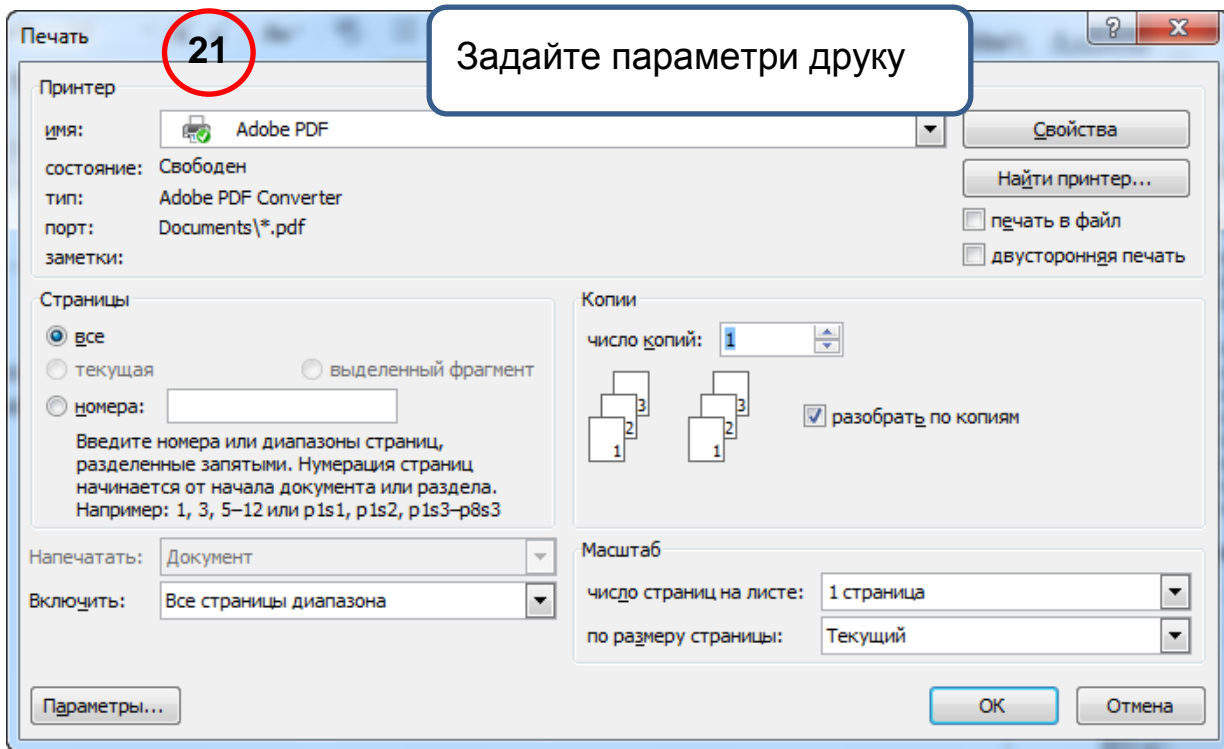 Печать
21
Задайте параметри друку
Принтер
имя: Adobe PDF
Свойства
состояние: Свободен
Найти принтер...
тип: Adobe PDF Converter
порт: Documents\*.pdf
печать в файл
заметки:
двусторонняя печать
Страницы
все
текущая выделенный фрагмент
номера:
Введите номера или диапазоны страниц,
разделенные запятыми. Нумерация страниц
начинается от начала документа или раздела.
Например: 1, 3, 5–12 или p1s1, p1s2, p1s3–p8s3
Копии
число копий: 1
3 3
2 2
1 1
разобрать по копиям
Напечатать: Документ
Включить: Все страницы диапазона
Масштаб
число страниц на листе: 1 страница
по размеру страницы: Текущий
Параметры...
ОК
Отмена